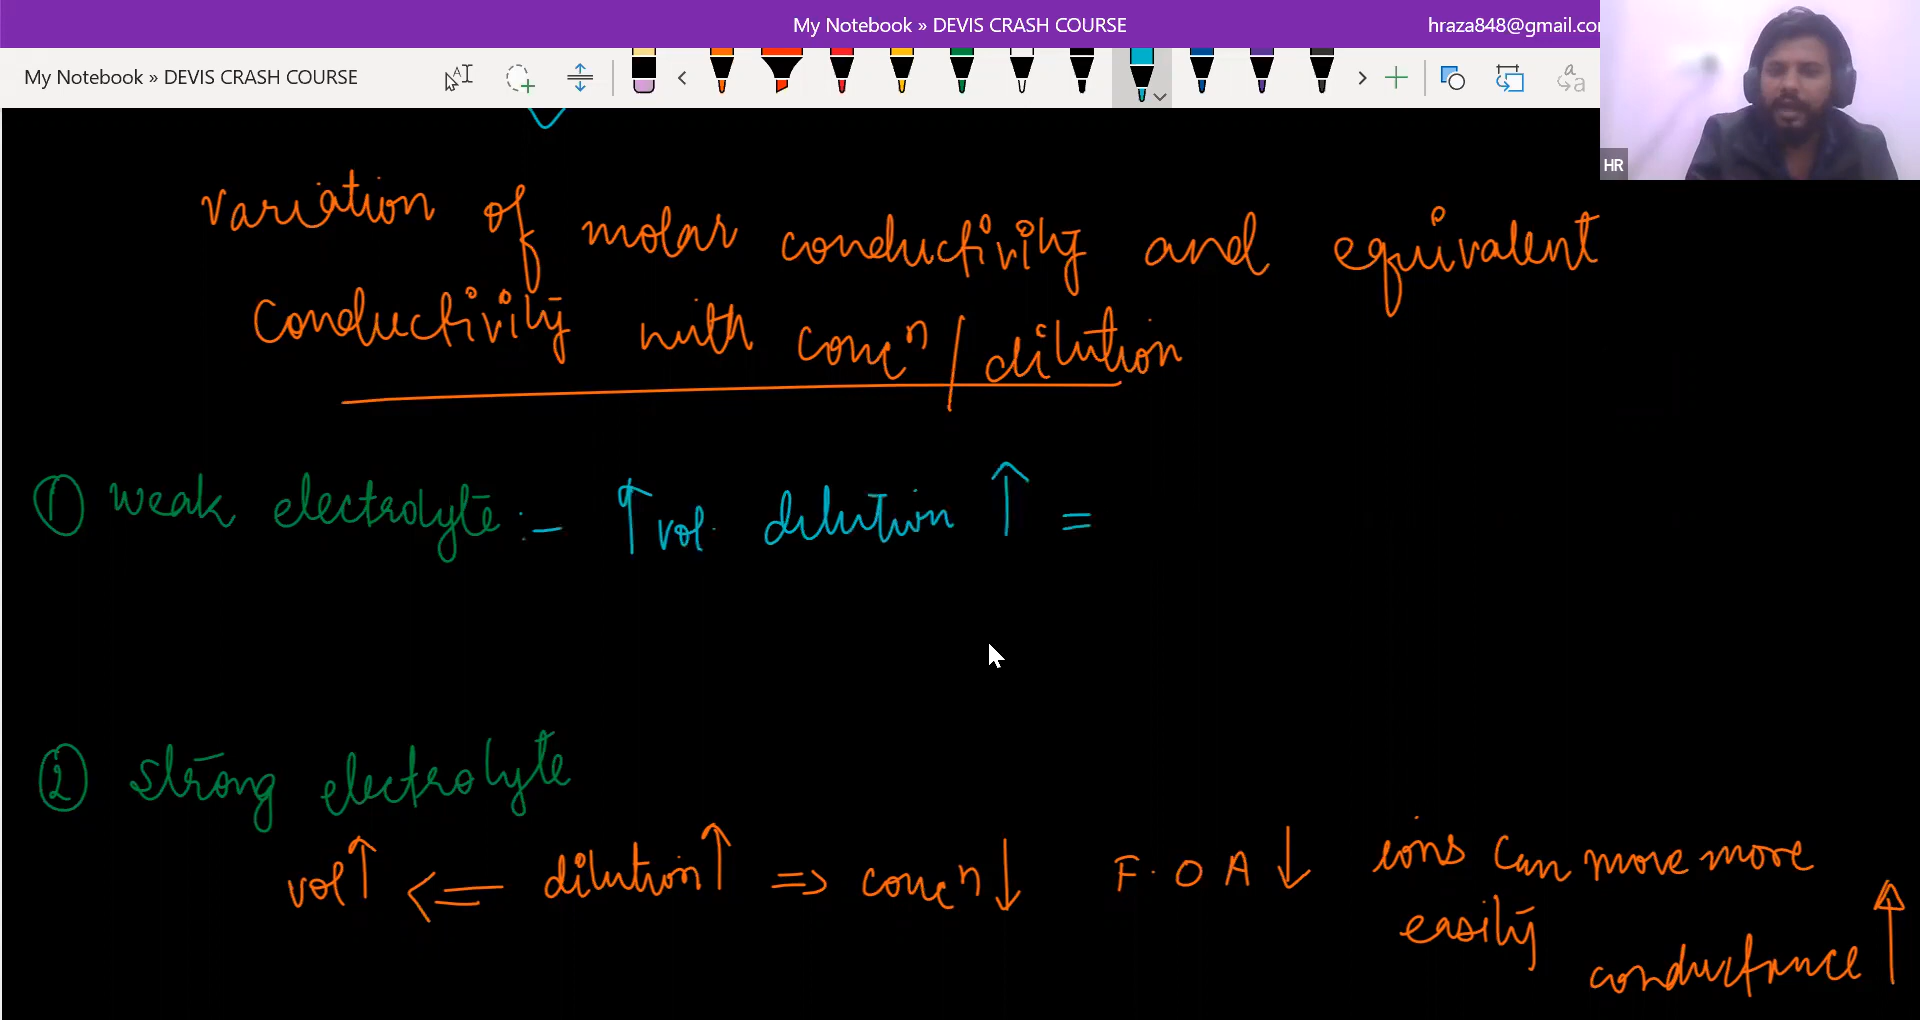 My Notebook » DEVIS CRASH COURSE
hraza848@gmail.co
My Notebook » DEVIS CRASH COURSE
HR
variation of molar conductivity and equivalent
conductivity with concn/dilution
① weak electrolyte :- ↑ vol. dilution ↑ =
② strong electrolyte
vol↑ <= dilution↑ => concn↓ F.O.A↓ ions can move more
easily
conductance ↑